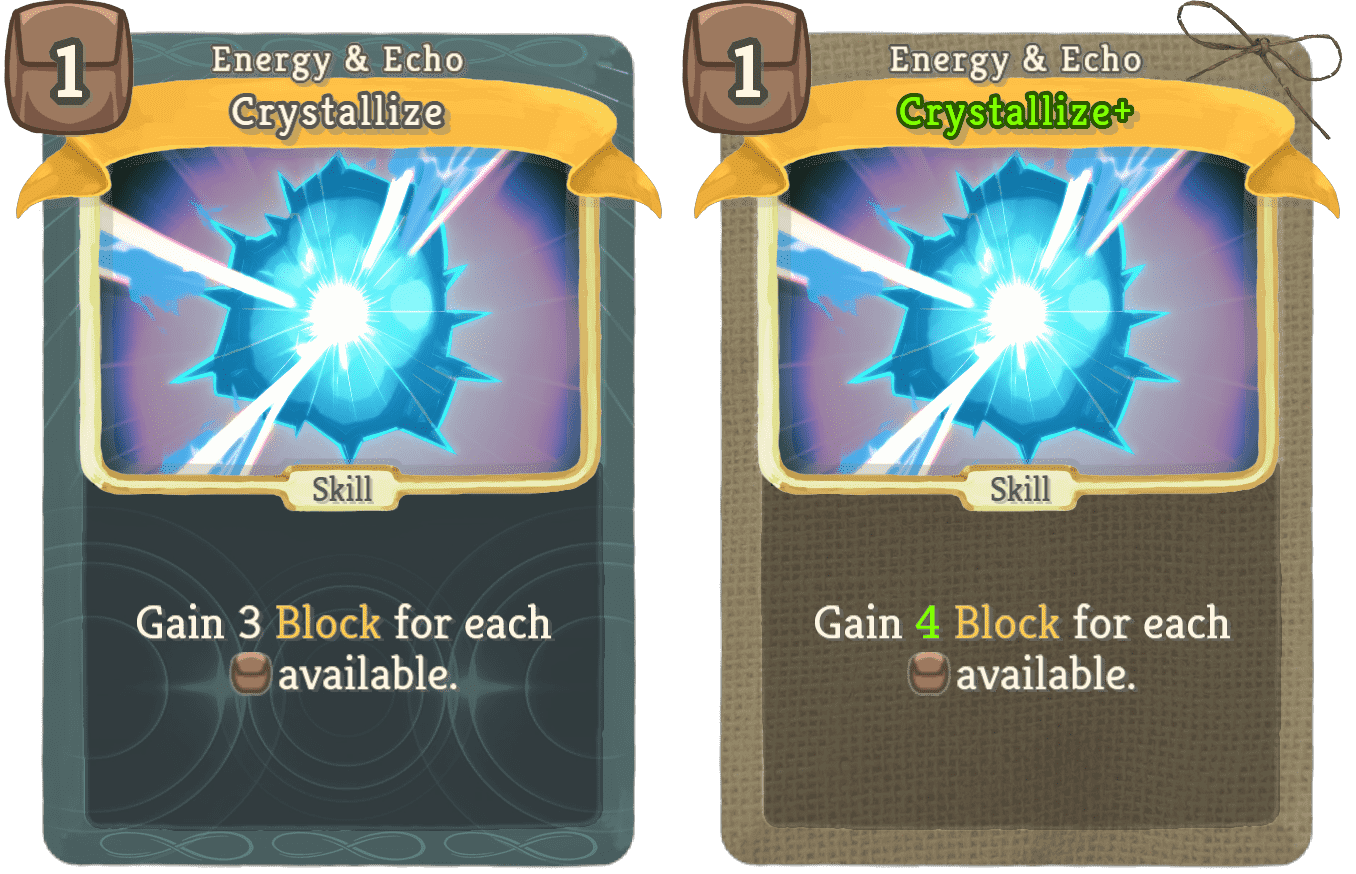 1
Energy & Echo
Crystallize
Skill
Gain 3 Block for each
available.
1
Energy & Echo
Crystallize+
Skill
Gain 4 Block for each
available.